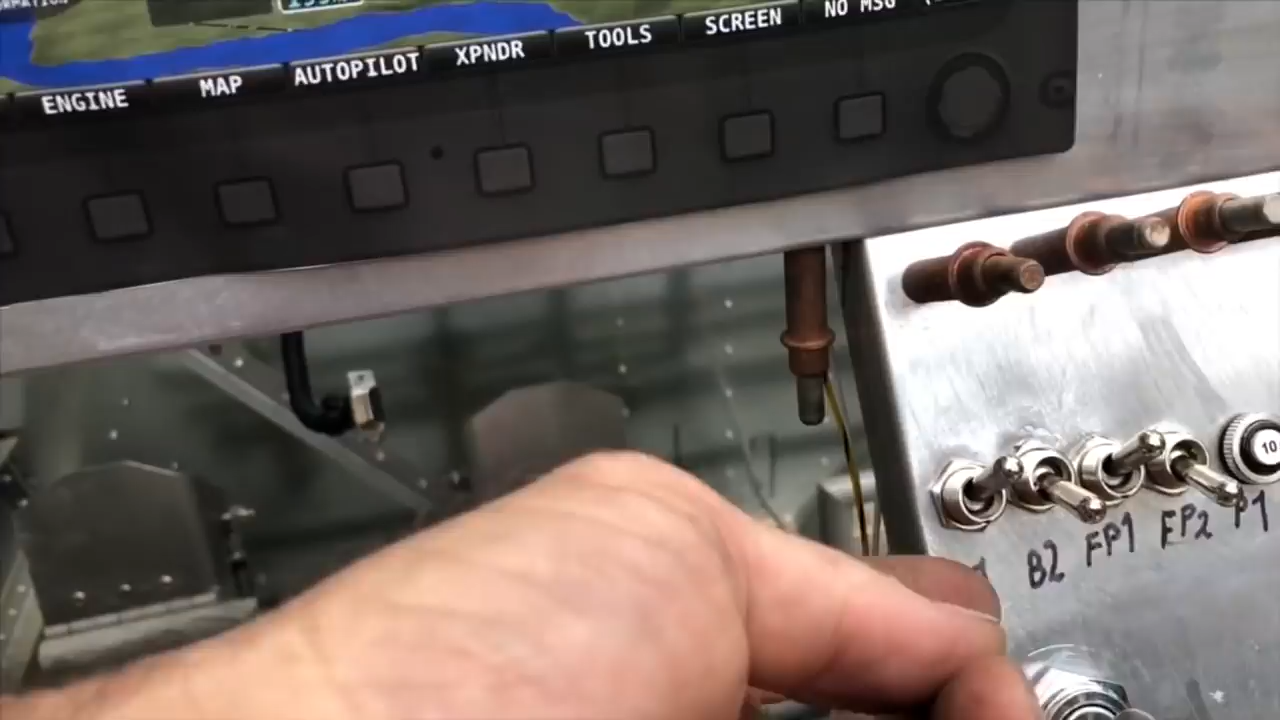 ENGINE MAP AUTOPILOT XPNDR TOOLS SCREEN NO MSG
10
B2 FP1 FP2 P1